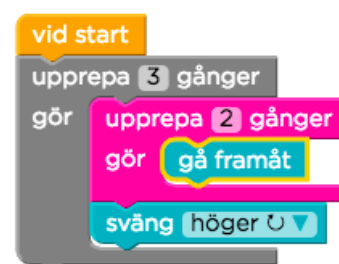 vid start
upprepa 3 gånger
gör upprepa 2 gånger
gör gå framåt
sväng höger ↻ ▼